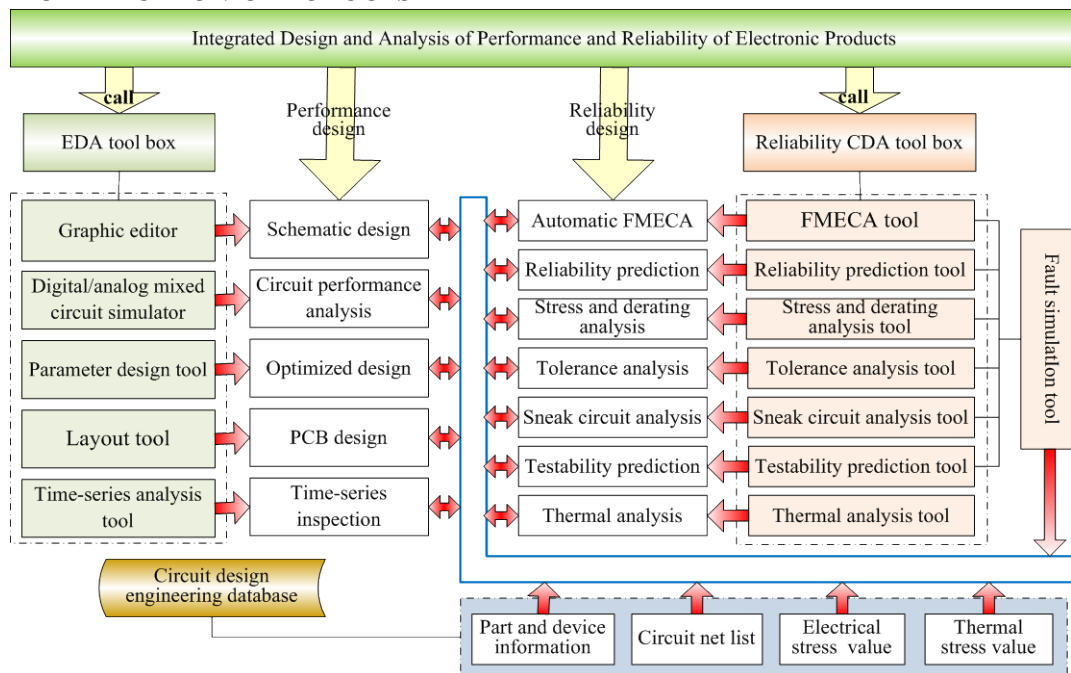 Integrated Design and Analysis of Performance and Reliability of Electronic Products
call
Performance
design
Reliability
design
call
EDA tool box
Reliability CDA tool box
Graphic editor
Schematic design
Automatic FMECA
FMECA tool
Digital/analog mixed
circuit simulator
Circuit performance
analysis
Reliability prediction
Reliability prediction tool
Stress and derating
analysis
Stress and derating
analysis tool
Parameter design tool
Optimized design
Tolerance analysis
Tolerance analysis tool
Layout tool
PCB design
Sneak circuit analysis
Sneak circuit analysis tool
Testability prediction
Testability prediction tool
Time-series analysis
tool
Time-series
inspection
Thermal analysis
Thermal analysis tool
Fault simulation tool
Circuit design
engineering database
Part and device
information
Circuit net list
Electrical
stress value
Thermal
stress value